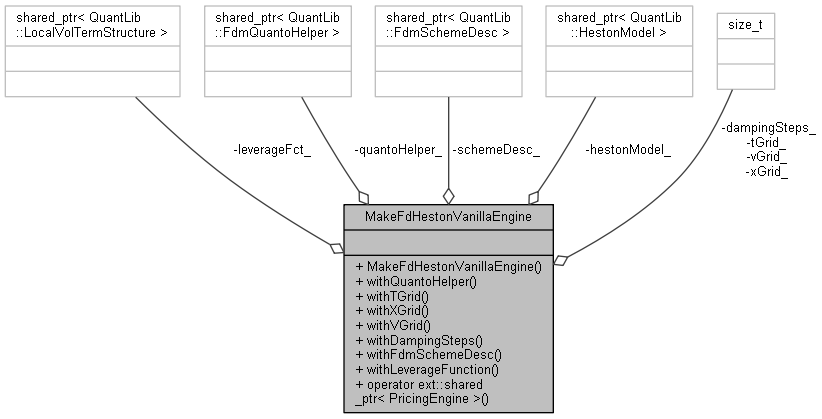 shared_ptr< QuantLib
::LocalVolTermStructure >
shared_ptr< QuantLib
::FdmQuantoHelper >
shared_ptr< QuantLib
::FdmSchemeDesc >
shared_ptr< QuantLib
::HestonModel >
size_t
-leverageFct_
-quantoHelper_
-schemeDesc_
-hestonModel_
-dampingSteps_
-tGrid_
-vGrid_
-xGrid_
MakeFdHestonVanillaEngine
+ MakeFdHestonVanillaEngine()
+ withQuantoHelper()
+ withTGrid()
+ withXGrid()
+ withVGrid()
+ withDampingSteps()
+ withFdmSchemeDesc()
+ withLeverageFunction()
+ operator ext::shared
_ptr< PricingEngine >()